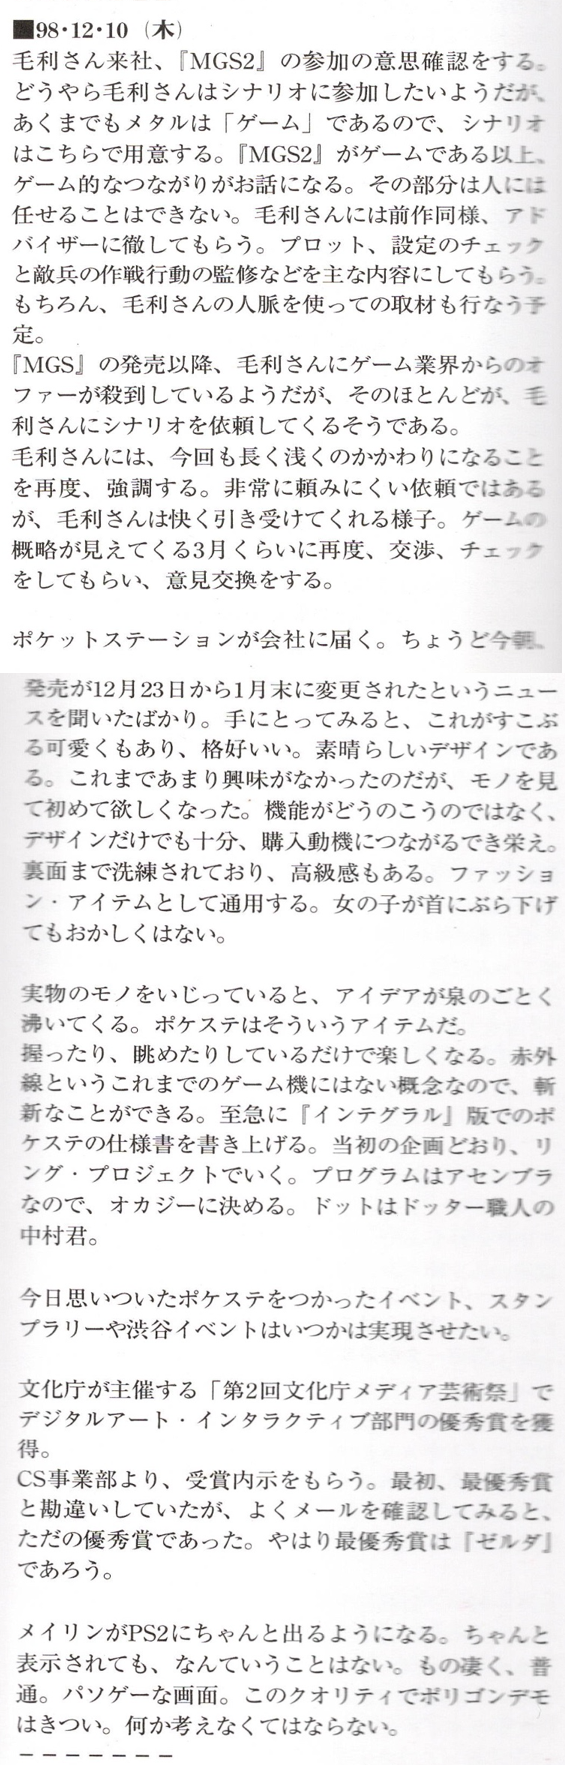 ■98・12・10（木）
毛利さん来社、『MGS2』の参加の意思確認をする。
どうやら毛利さんはシナリオに参加したいようだが、
あくまでもメタルは「ゲーム」であるので、シナリオ
はこちらで用意する。『MGS2』がゲームである以上、
ゲーム的なつながりがお話になる。その部分は人には
任せることはできない。毛利さんには前作同様、アド
バイザーに徹してもらう。プロット、設定のチェック
と敵兵の作戦行動の監修などを主な内容にしてもらう。
もちろん、毛利さんの人脈を使っての取材も行なう予
定。
『MGS』の発売以降、毛利さんにゲーム業界からのオ
ファーが殺到しているようだが、そのほとんどが、毛
利さんにシナリオを依頼してくるそうである。
毛利さんには、今回も長く浅くのかかわりになること
を再度、強調する。非常に頼みにくい依頼ではある
が、毛利さんは快く引き受けてくれる様子。ゲームの
概略が見えてくる3月くらいに再度、交渉、チェック
をしてもらい、意見交換をする。
ポケットステーションが会社に届く。ちょうど今朝、
発売が12月23日から1月末に変更されたというニュー
スを聞いたばかり。手にとってみると、これがすこぶ
る可愛くもあり、格好いい。素晴らしいデザインであ
る。これまであまり興味がなかったのだが、モノを見
て初めて欲しくなった。機能がどうのこうのではなく、
デザインだけでも十分、購入動機につながるでき栄え。
裏面まで洗練されており、高級感もある。ファッショ
ン・アイテムとして通用する。女の子が首にぶら下げ
てもおかしくはない。
実物のモノをいじっていると、アイデアが泉のごとく
沸いてくる。ポケステはそういうアイテムだ。
握ったり、眺めたりしているだけで楽しくなる。赤外
線というこれまでのゲーム機にはない概念なので、斬
新なことができる。至急に『インテグラル』版でのポ
ケステの仕様書を書き上げる。当初の企画どおり、リ
ング・プロジェクトでいく。プログラムはアセンブラ
なので、オカジーに決める。ドットはドッター職人の
中村君。
今日思いついたポケステをつかったイベント、スタン
プラリーや渋谷イベントはいつかは実現させたい。
文化庁が主催する「第2回文化庁メディア芸術祭」で
デジタルアート・インタラクティブ部門の優秀賞を獲
得。
CS事業部より、受賞内示をもらう。最初、最優秀賞
と勘違いしていたが、よくメールを確認してみると、
ただの優秀賞であった。やはり最優秀賞は『ゼルダ』
であろう。
メイリンがPS2にちゃんと出るようになる。ちゃんと
表示されても、なんていうことはない。もの凄く、普
通。パソゲーな画面。このクオリティでポリゴンデモ
はきつい。何か考えなくてはならない。
－－－－－－－